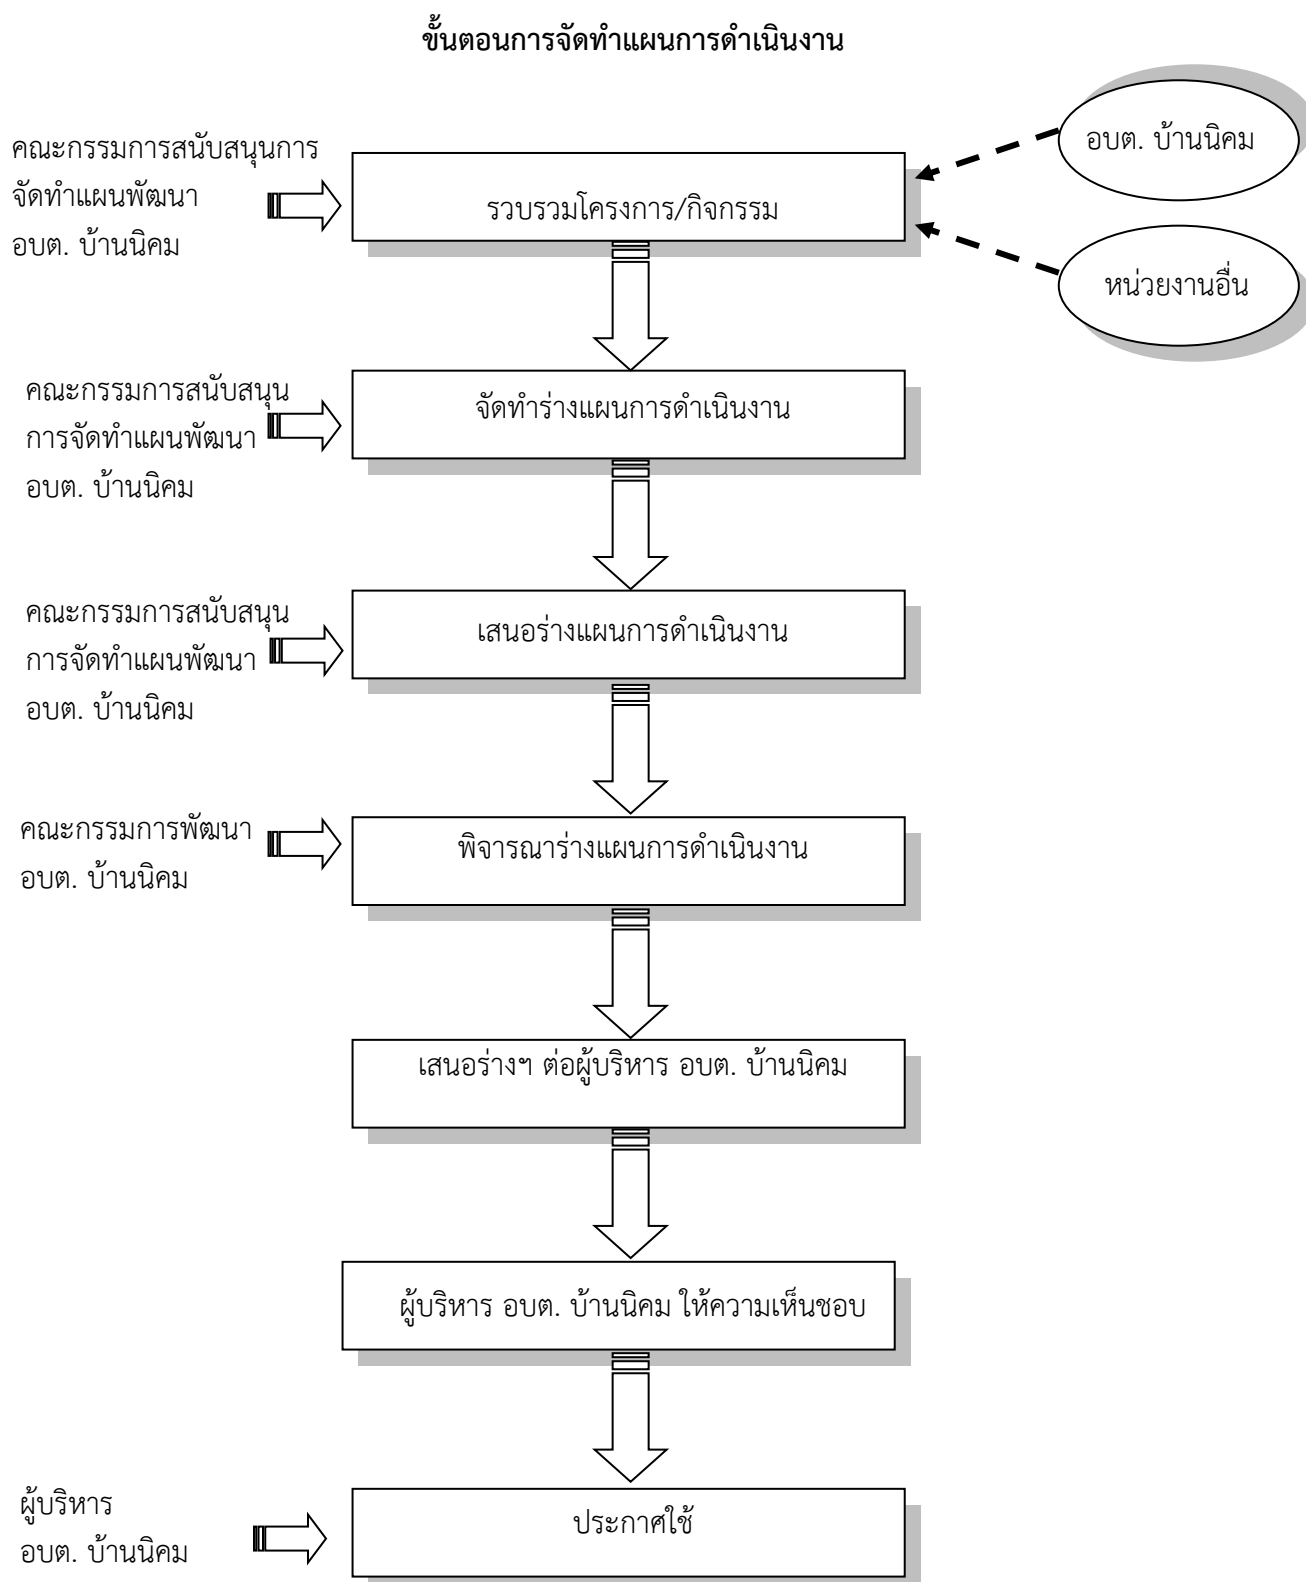 ขั้นตอนการจัดทำแผนการดำเนินงาน
อบต. บ้านนิคม
คณะกรรมการสนับสนุนการ
จัดทำแผนพัฒนา
อบต. บ้านนิคม
รวบรวมโครงการ/กิจกรรม
หน่วยงานอื่น
คณะกรรมการสนับสนุน
การจัดทำแผนพัฒนา
อบต. บ้านนิคม
จัดทำร่างแผนการดำเนินงาน
คณะกรรมการสนับสนุน
การจัดทำแผนพัฒนา
อบต. บ้านนิคม
เสนอร่างแผนการดำเนินงาน
คณะกรรมการพัฒนา
อบต. บ้านนิคม
พิจารณาร่างแผนการดำเนินงาน
เสนอร่างฯ ต่อผู้บริหาร อบต. บ้านนิคม
ผู้บริหาร อบต. บ้านนิคม ให้ความเห็นชอบ
ผู้บริหาร
อบต. บ้านนิคม
ประกาศใช้